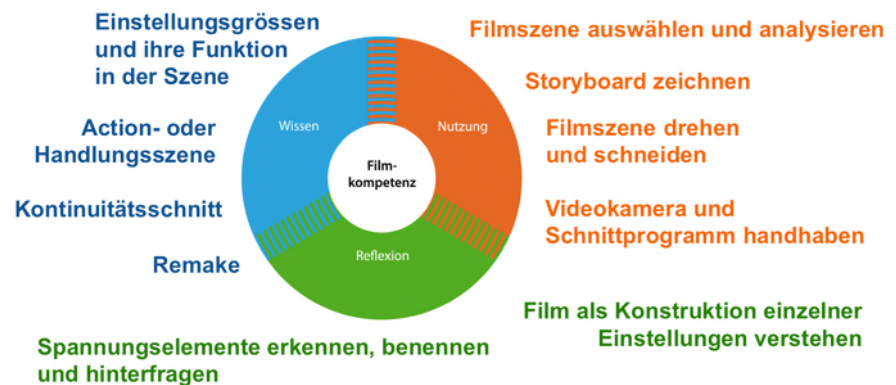 Einstellungsgrössen
und ihre Funktion
in der Szene
Action- oder
Handlungsszene
Kontinuitätsschnitt
Remake
Wissen
Nutzung
Film-
kompetenz
Reflexion
Filmszene auswählen und analysieren
Storyboard zeichnen
Filmszene drehen
und schneiden
Videokamera und
Schnittprogramm handhaben
Film als Konstruktion einzelner
Einstellungen verstehen
Spannungselemente erkennen, benennen
und hinterfragen